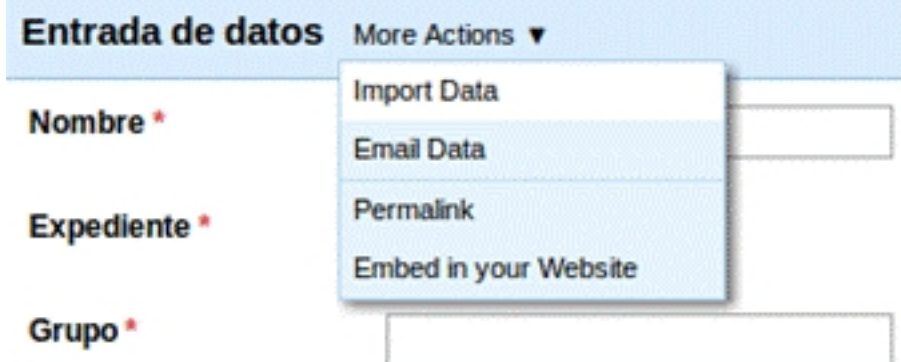 Entrada de datos More Actions ▼
Import Data
Nombre *
Email Data
Permalink
Expediente *
Embed in your Website
Grupo *